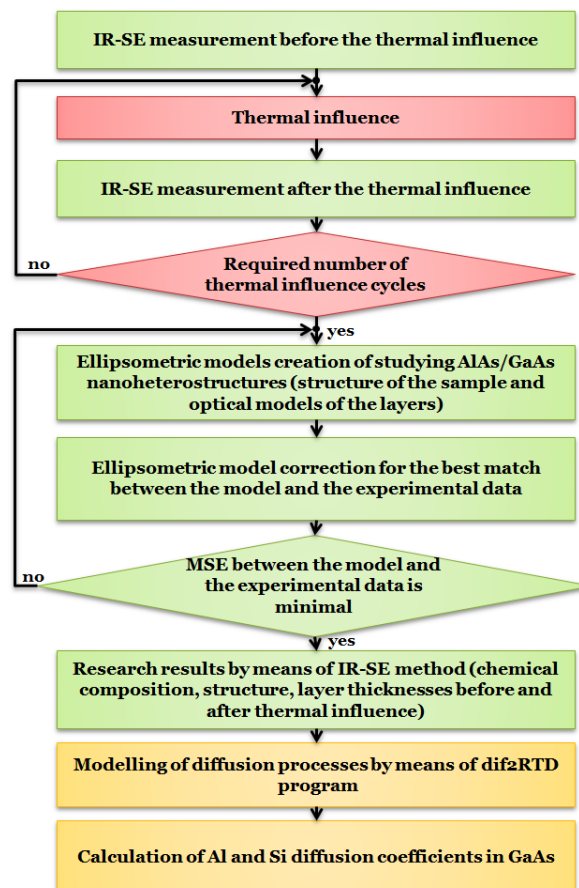 IR-SE measurement before the thermal influence
Thermal influence
IR-SE measurement after the thermal influence
no
Required number of
thermal influence cycles
yes
Ellipsometric models creation of studying AlAs/GaAs
nanoheterostructures (structure of the sample and
optical models of the layers)
Ellipsometric model correction for the best match
between the model and the experimental data
no
MSE between the model and
the experimental data is
minimal
yes
Research results by means of IR-SE method (chemical
composition, structure, layer thicknesses before and
after thermal influence)
Modelling of diffusion processes by means of dif2RTD
program
Calculation of Al and Si diffusion coefficients in GaAs